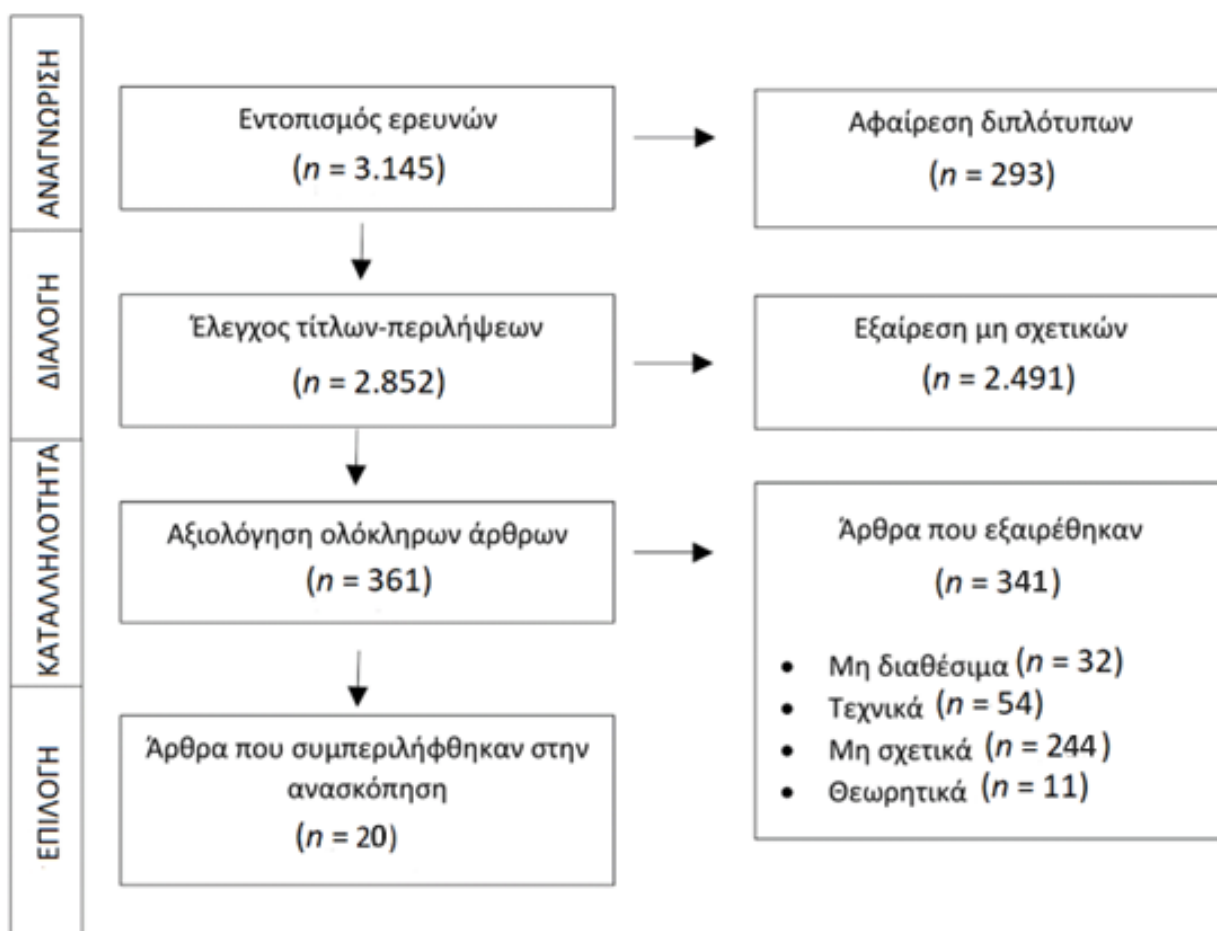 ΑΝΑΓΝΩΡΙΣΗ
Εντοπισμός ερευνών
(n = 3.145)
Αφαίρεση διπλότυπων
(n = 293)
ΔΙΑΛΟΓΗ
Έλεγχος τίτλων-περιλήψεων
(n = 2.852)
Εξαίρεση μη σχετικών
(n = 2.491)
ΚΑΤΑΛΛΗΛΟΤΗΤΑ
Αξιολόγηση ολόκληρων άρθρων
(n = 361)
Άρθρα που εξαιρέθηκαν
(n = 341)
• Μη διαθέσιμα (n = 32)
• Τεχνικά (n = 54)
• Μη σχετικά (n = 244)
• Θεωρητικά (n = 11)
ΕΠΙΛΟΓΗ
Άρθρα που συμπεριλήφθηκαν στην
ανασκόπηση
(n = 20)